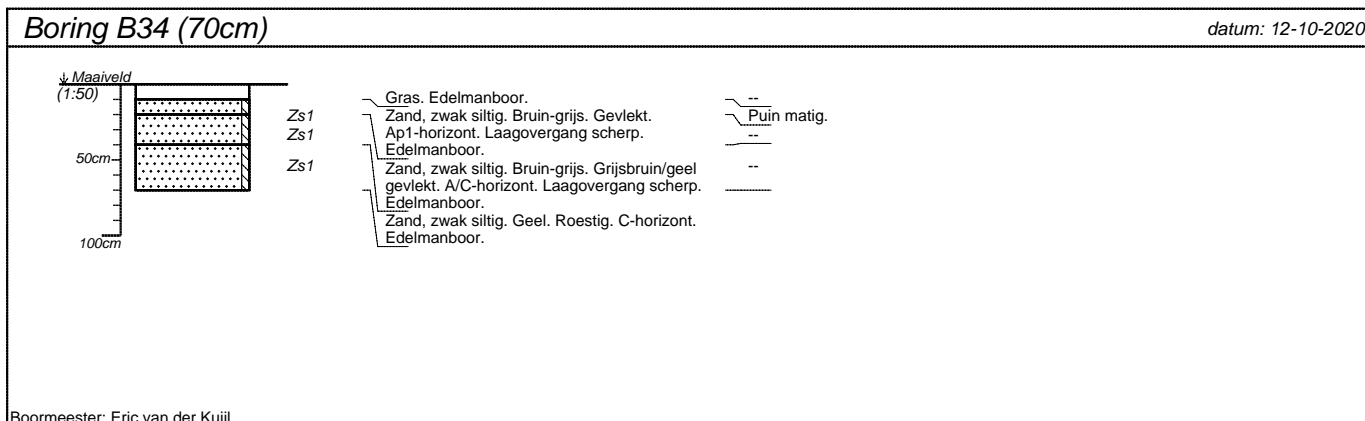 Boring B34 (70cm)
datum: 12-10-2020
Maaiveld
(1:50)
50cm
100cm
Zs1
Zs1
Zs1
Gras. Edelmanboor.
Zand, zwak siltig. Bruin-grijs. Gevlekt.
Ap1-horizont. Laagovergang scherp.
Edelmanboor.
Zand, zwak siltig. Bruin-grijs. Grijsbruin/geel
gevlekt. A/C-horizont. Laagovergang scherp.
Edelmanboor.
Zand, zwak siltig. Geel. Roestig. C-horizont.
Edelmanboor.
--
Puin matig.
--
--
Boormeester: Eric van der Kuijl